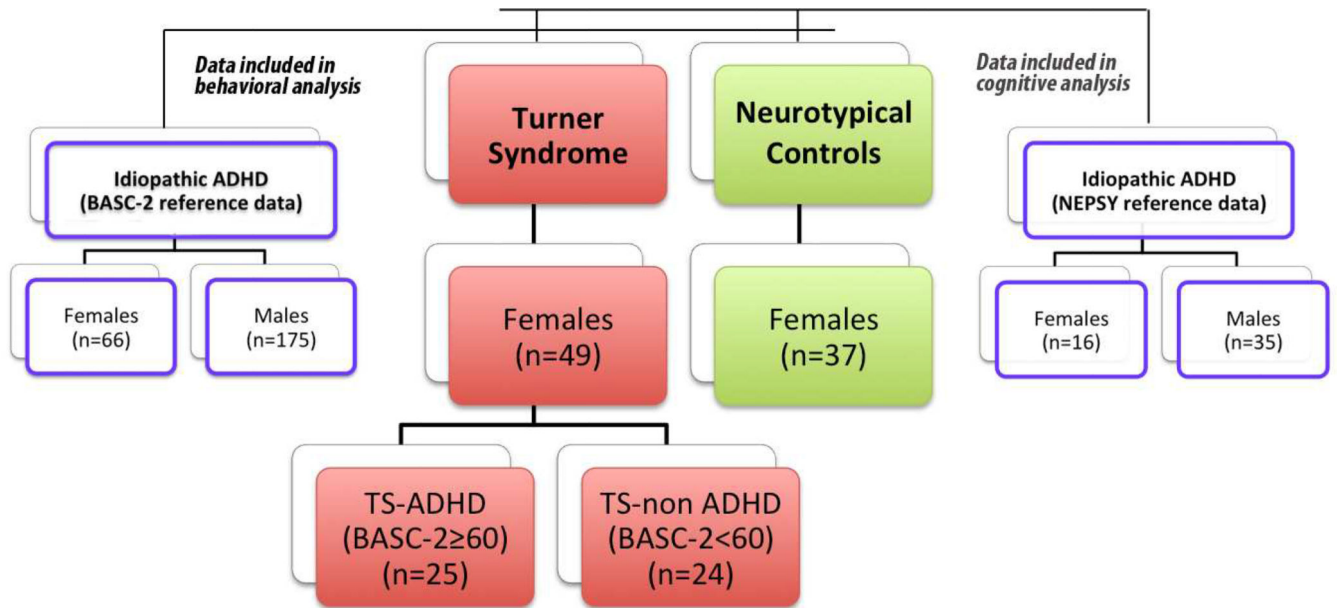 Data included in
behavioral analysis
Turner
Syndrome
Neurotypical
Controls
Data included in
cognitive analysis
Idiopathic ADHD
(BASC-2 reference data)
Idiopathic ADHD
(NEPSY reference data)
Females
(n=66)
Males
(n=175)
Females
(n=49)
Females
(n=37)
Females
(n=16)
Males
(n=35)
TS-ADHD
(BASC-2≥60)
(n=25)
TS-non ADHD
(BASC-2<60)
(n=24)